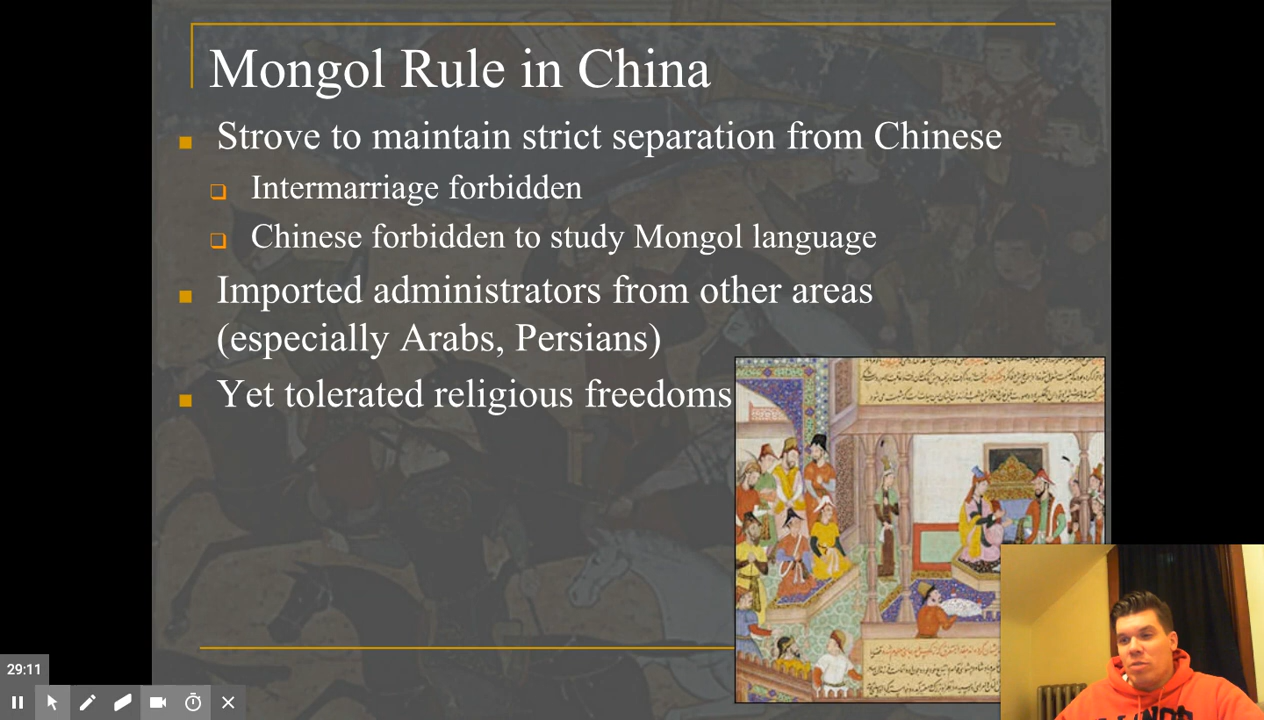 Mongol Rule in China
Strove to maintain strict separation from Chinese
Intermarriage forbidden
Chinese forbidden to study Mongol language
Imported administrators from other areas
(especially Arabs, Persians)
Yet tolerated religious freedoms
29:11